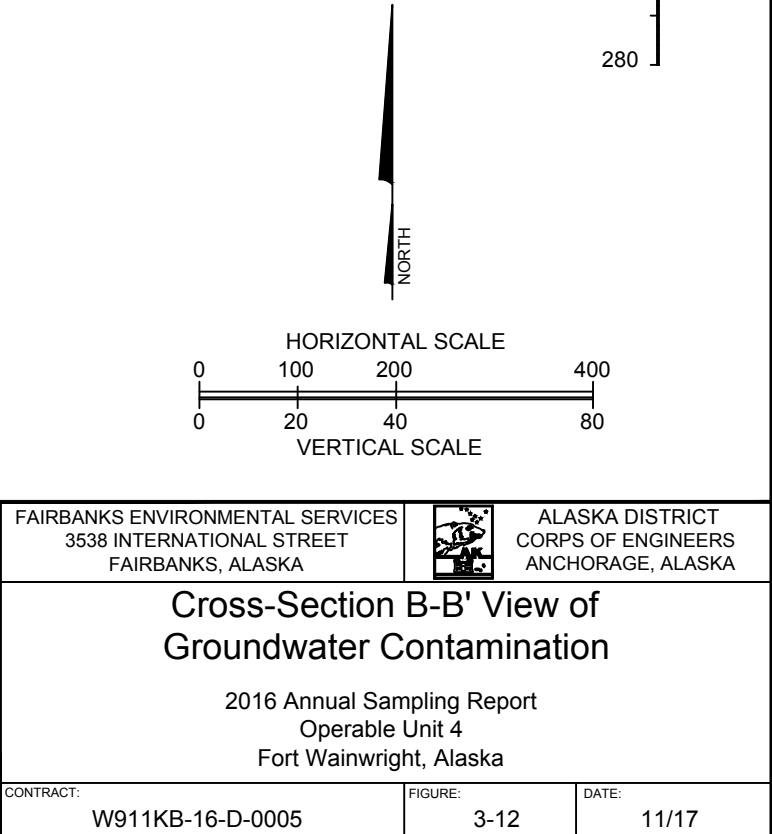 280
NORTH
HORIZONTAL SCALE
0 100 200 400
0 20 40 80
VERTICAL SCALE
FAIRBANKS ENVIRONMENTAL SERVICES
3538 INTERNATIONAL STREET
FAIRBANKS, ALASKA
AK
ALASKA DISTRICT
CORPS OF ENGINEERS
ANCHORAGE, ALASKA
Cross-Section B-B' View of
Groundwater Contamination
2016 Annual Sampling Report
Operable Unit 4
Fort Wainwright, Alaska
CONTRACT:
W911KB-16-D-0005
FIGURE:
3-12
DATE:
11/17